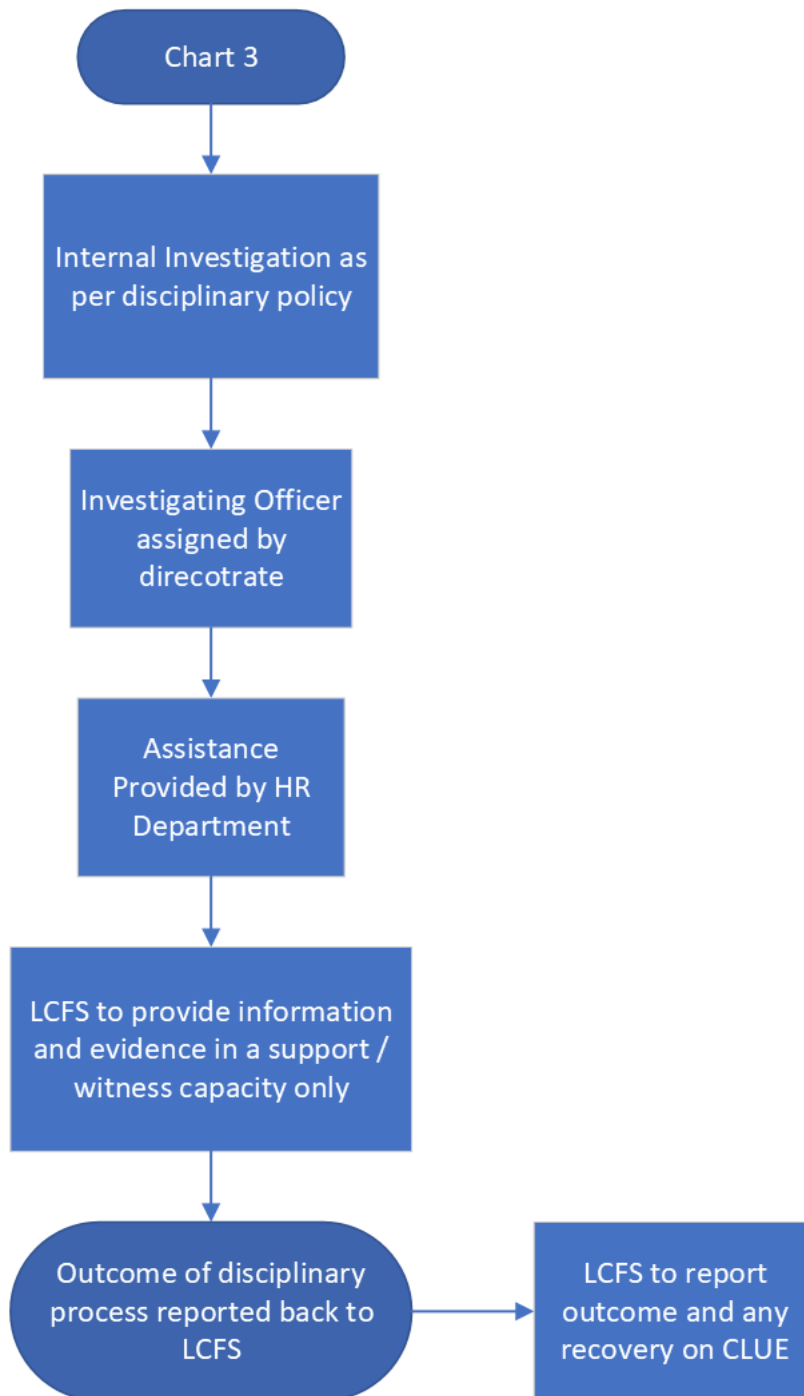 Chart 3
Internal Investigation as
per disciplinary policy
Investigating Officer
assigned by
direcotrate
Assistance
Provided by HR
Department
LCFS to provide information
and evidence in a support /
witness capacity only
Outcome of disciplinary
process reported back to
LCFS
LCFS to report
outcome and any
recovery on CLUE